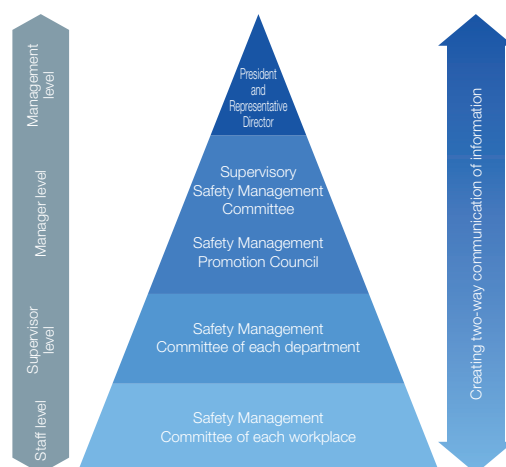 Management
level
Manager level
Supervisor
level
Staff level
President
and
Representative
Director
Supervisory
Safety Management
Committee
Safety Management
Promotion Council
Safety Management
Committee of each department
Safety Management
Committee of each workplace
Creating two-way communication of information